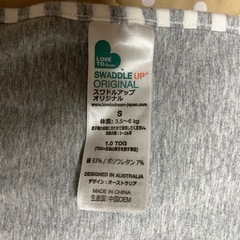 LOVE
TO
SWADDLE UP™
ORIGINAL
スワドルアップ
オリジナル
www.lovetodream-japan.com
S
体重: 3.5~6 kg
1.0 TOG
綿 93% / ポリウレタン 7%
DESIGNED IN AUSTRALIA
デザイン: オーストラリア
MADE IN CHINA
生産国: 中国OEM